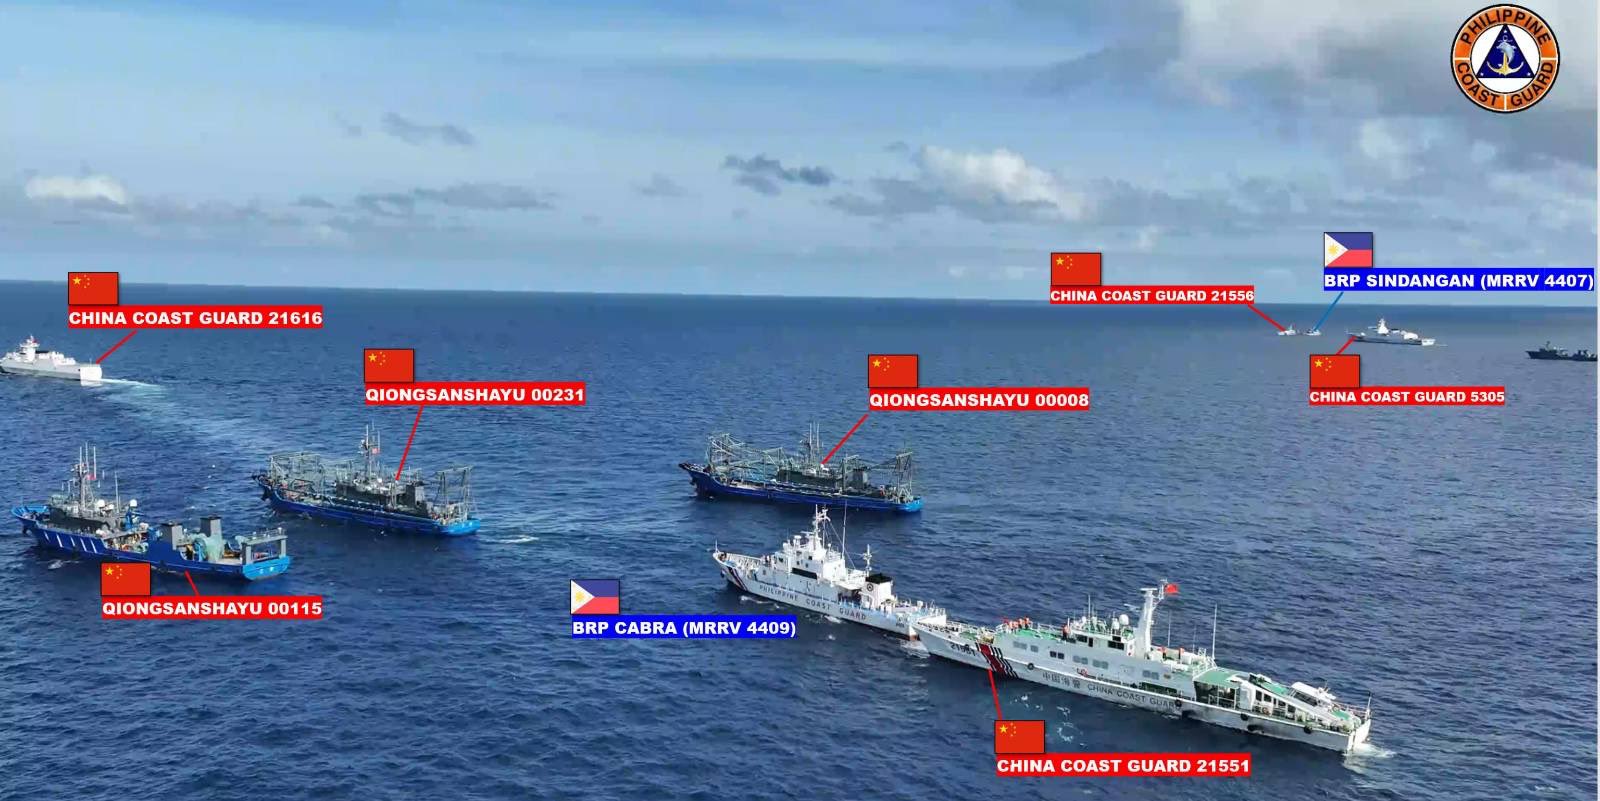 PHILIPPINE
COAST GUARD
BRP SINDANGAN (MRRV 4407)
CHINA COAST GUARD 21556
CHINA COAST GUARD 21616
CHINA COAST GUARD 5305
QIONGSANSHAYU 00231
QIONGSANSHAYU 00008
QIONGSANSHAYU 00115
PHILIPPINE COAST GUARD
BRP CABRA (MRRV 4409)
21551
中国海警 CHINA COAST GUARD
CHINA COAST GUARD 21551